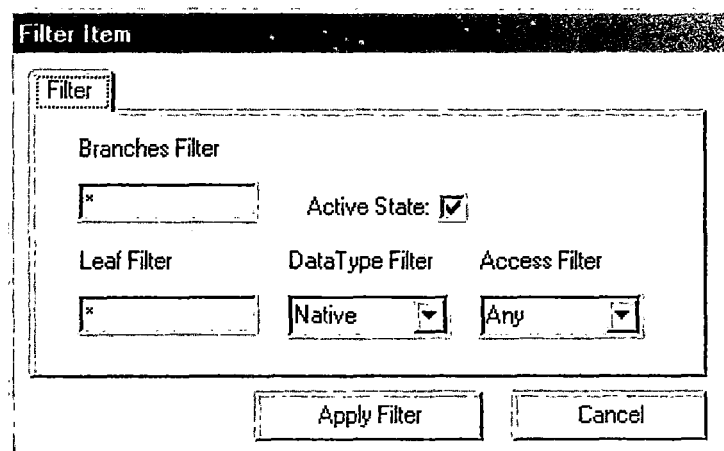 Filter Item
Filter
Branches Filter
* Active State:
Leaf Filter DataType Filter Access Filter
* Native Any
Apply Filter Cancel